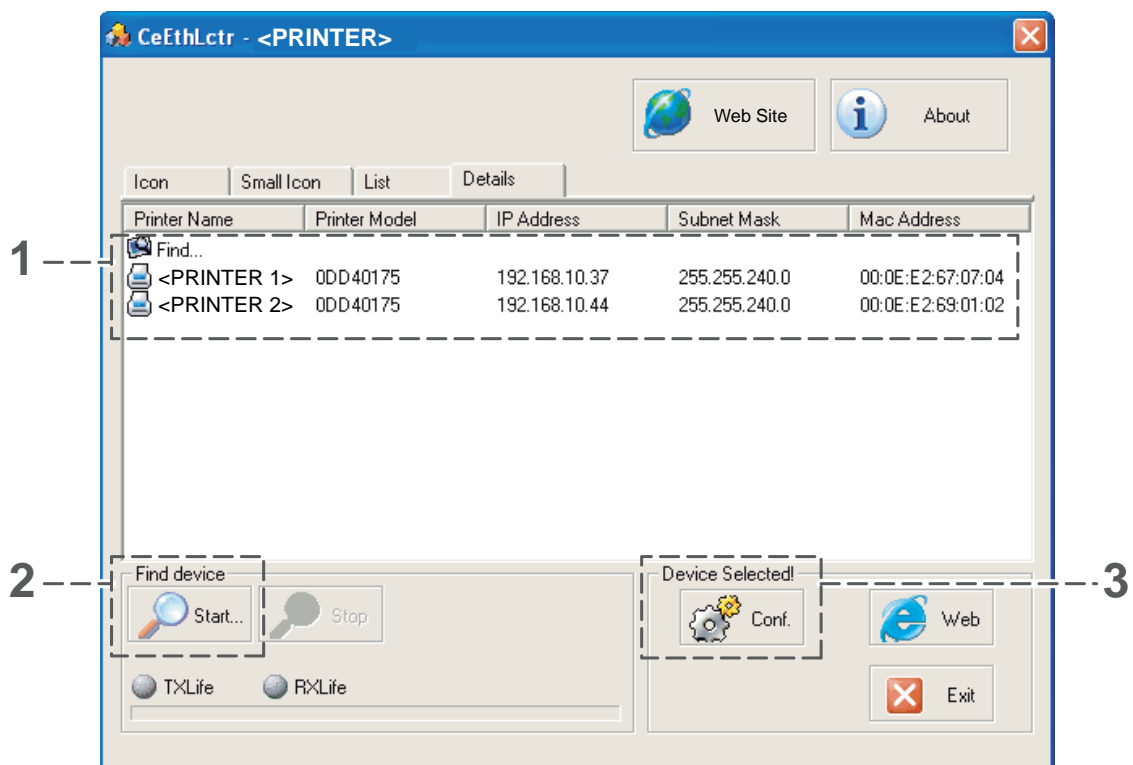 CeEthLctr - <PRINTER>
Web Site
About
Icon
Small Icon
List
Details
Printer Name
Printer Model
IP Address
Subnet Mask
Mac Address
1
Find...
<PRINTER 1> 0DD40175 192.168.10.37 255.255.240.0 00:0E:E2:67:07:04
<PRINTER 2> 0DD40175 192.168.10.44 255.255.240.0 00:0E:E2:69:01:02
2
Find device
Start...
Stop
TXLife
RXLife
Device Selected!
3
Conf.
Web
Exit